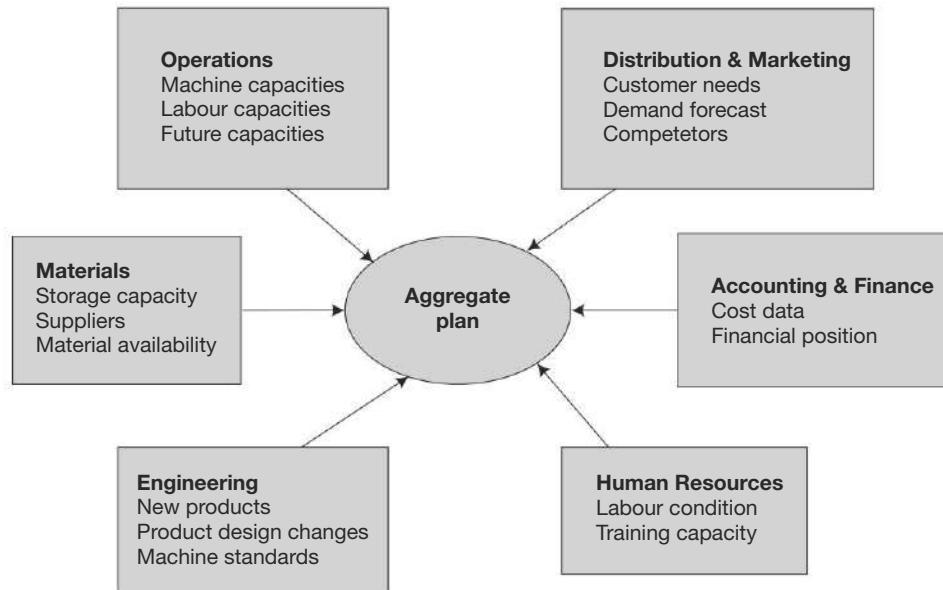 Operations
Machine capacities
Labour capacities
Future capacities
Distribution & Marketing
Customer needs
Demand forecast
Competetors
Materials
Storage capacity
Suppliers
Material availability
Aggregate
plan
Accounting & Finance
Cost data
Financial position
Engineering
New products
Product design changes
Machine standards
Human Resources
Labour condition
Training capacity